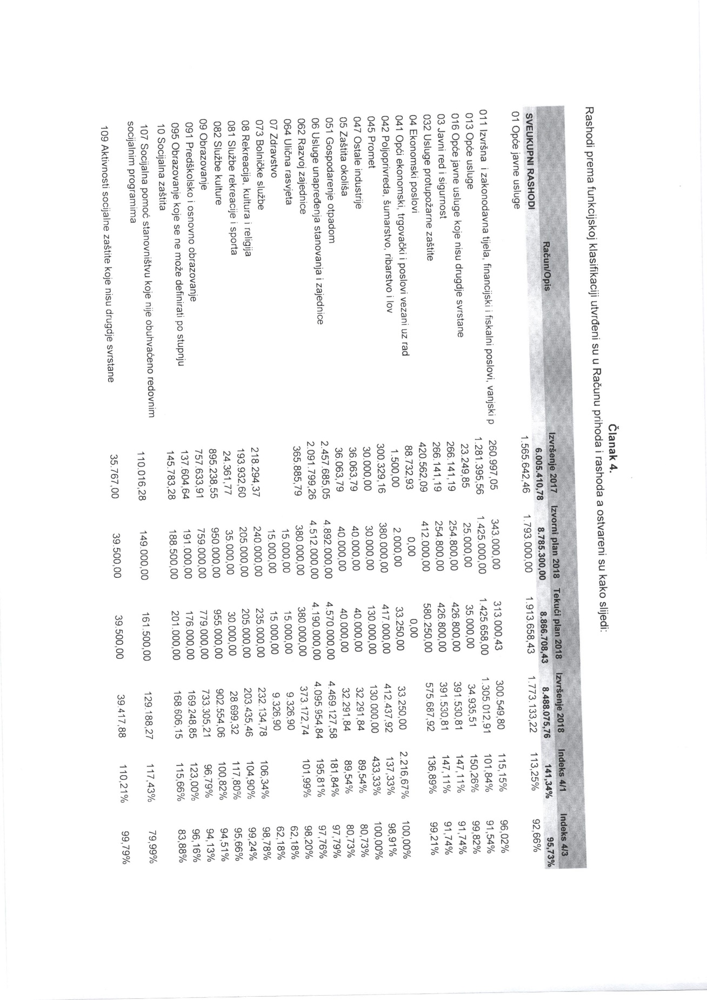 Članak 4.
Rashodi prema funkcijskoj klasifikaciji utvrđeni su u Računu prihoda i rashoda a ostvareni su kako slijedi:
Račun/Opis Izvršenje 2017 Izvorni plan 2018 Tekući plan 2018 Izvršenje 2018 Indeks 4/1 Indeks 4/3
SVEUKUPNI RASHODI 6.005.410,78 8.785.300,00 8.866.708,43 8.488.075,76 141,34% 95,73%
01 Opće javne usluge 1.565.642,46 1.793.000,00 1.913.658,43 1.773.133,22 113,25% 92,66%
011 Izvršna i zakonodavna tijela, financijski i fiskalni poslovi, vanjski p 260.997,05 343.000,00 313.000,43 300.549,80 115,15% 96,02%
013 Opće usluge 1.281.395,56 1.425.000,00 1.425.658,00 1.305.012,91 101,84% 91,54%
016 Opće javne usluge koje nisu drugdje svrstane 23.249,85 25.000,00 35.000,00 34.935,51 150,26% 99,82%
03 Javni red i sigurnost 266.141,19 254.800,00 426.800,00 391.530,81 147,11% 91,74%
032 Usluge protupožarne zaštite 266.141,19 254.800,00 426.800,00 391.530,81 147,11% 91,74%
04 Ekonomski poslovi 420.562,09 412.000,00 580.250,00 575.687,92 136,89% 99,21%
041 Opći ekonomski, trgovački i poslovi vezani uz rad 88.732,93 0,00 0,00
042 Poljoprivreda, šumarstvo, ribarstvo i lov 1.500,00 2.000,00 33.250,00 33.250,00 2.216,67% 100,00%
045 Promet 300.329,16 380.000,00 417.000,00 412.437,92 137,33% 98,91%
047 Ostale industrije 30.000,00 30.000,00 130.000,00 130.000,00 433,33% 100,00%
05 Zaštita okoliša 36.063,79 40.000,00 40.000,00 32.291,84 89,54% 80,73%
051 Gospodarenje otpadom 36.063,79 40.000,00 40.000,00 32.291,84 89,54% 80,73%
06 Usluge unapređenja stanovanja i zajednice 2.457.685,05 4.892.000,00 4.570.000,00 4.469.127,58 181,84% 97,79%
062 Razvoj zajednice 2.091.799,26 4.512.000,00 4.190.000,00 4.095.954,84 195,81% 97,76%
064 Ulična rasvjeta 365.885,79 380.000,00 380.000,00 373.172,74 101,99% 98,20%
07 Zdravstvo 15.000,00 15.000,00 9.326,90 62,18%
073 Bolničke službe 15.000,00 15.000,00 9.326,90 62,18%
08 Rekreacija, kultura i religija 218.294,37 240.000,00 235.000,00 232.134,78 106,34% 98,78%
081 Službe rekreacije i sporta 193.932,60 205.000,00 205.000,00 203.435,46 104,90% 99,24%
082 Službe kulture 24.361,77 35.000,00 30.000,00 28.699,32 117,80% 95,66%
09 Obrazovanje 895.238,55 950.000,00 955.000,00 902.554,06 100,82% 94,51%
091 Predškolsko i osnovno obrazovanje 757.633,91 759.000,00 779.000,00 733.305,21 96,79% 94,13%
095 Obrazovanje koje se ne može definirati po stupnju 137.604,64 191.000,00 176.000,00 169.248,85 123,00% 96,16%
10 Socijalna zaštita 145.783,28 188.500,00 201.000,00 168.606,15 115,66% 83,88%
107 Socijalna pomoć stanovništvu koje nije obuhvaćeno redovnim
socijalnim programima 110.016,28 149.000,00 161.500,00 129.188,27 117,43% 79,99%
109 Aktivnosti socijalne zaštite koje nisu drugdje svrstane 35.767,00 39.500,00 39.500,00 39.417,88 110,21% 99,79%